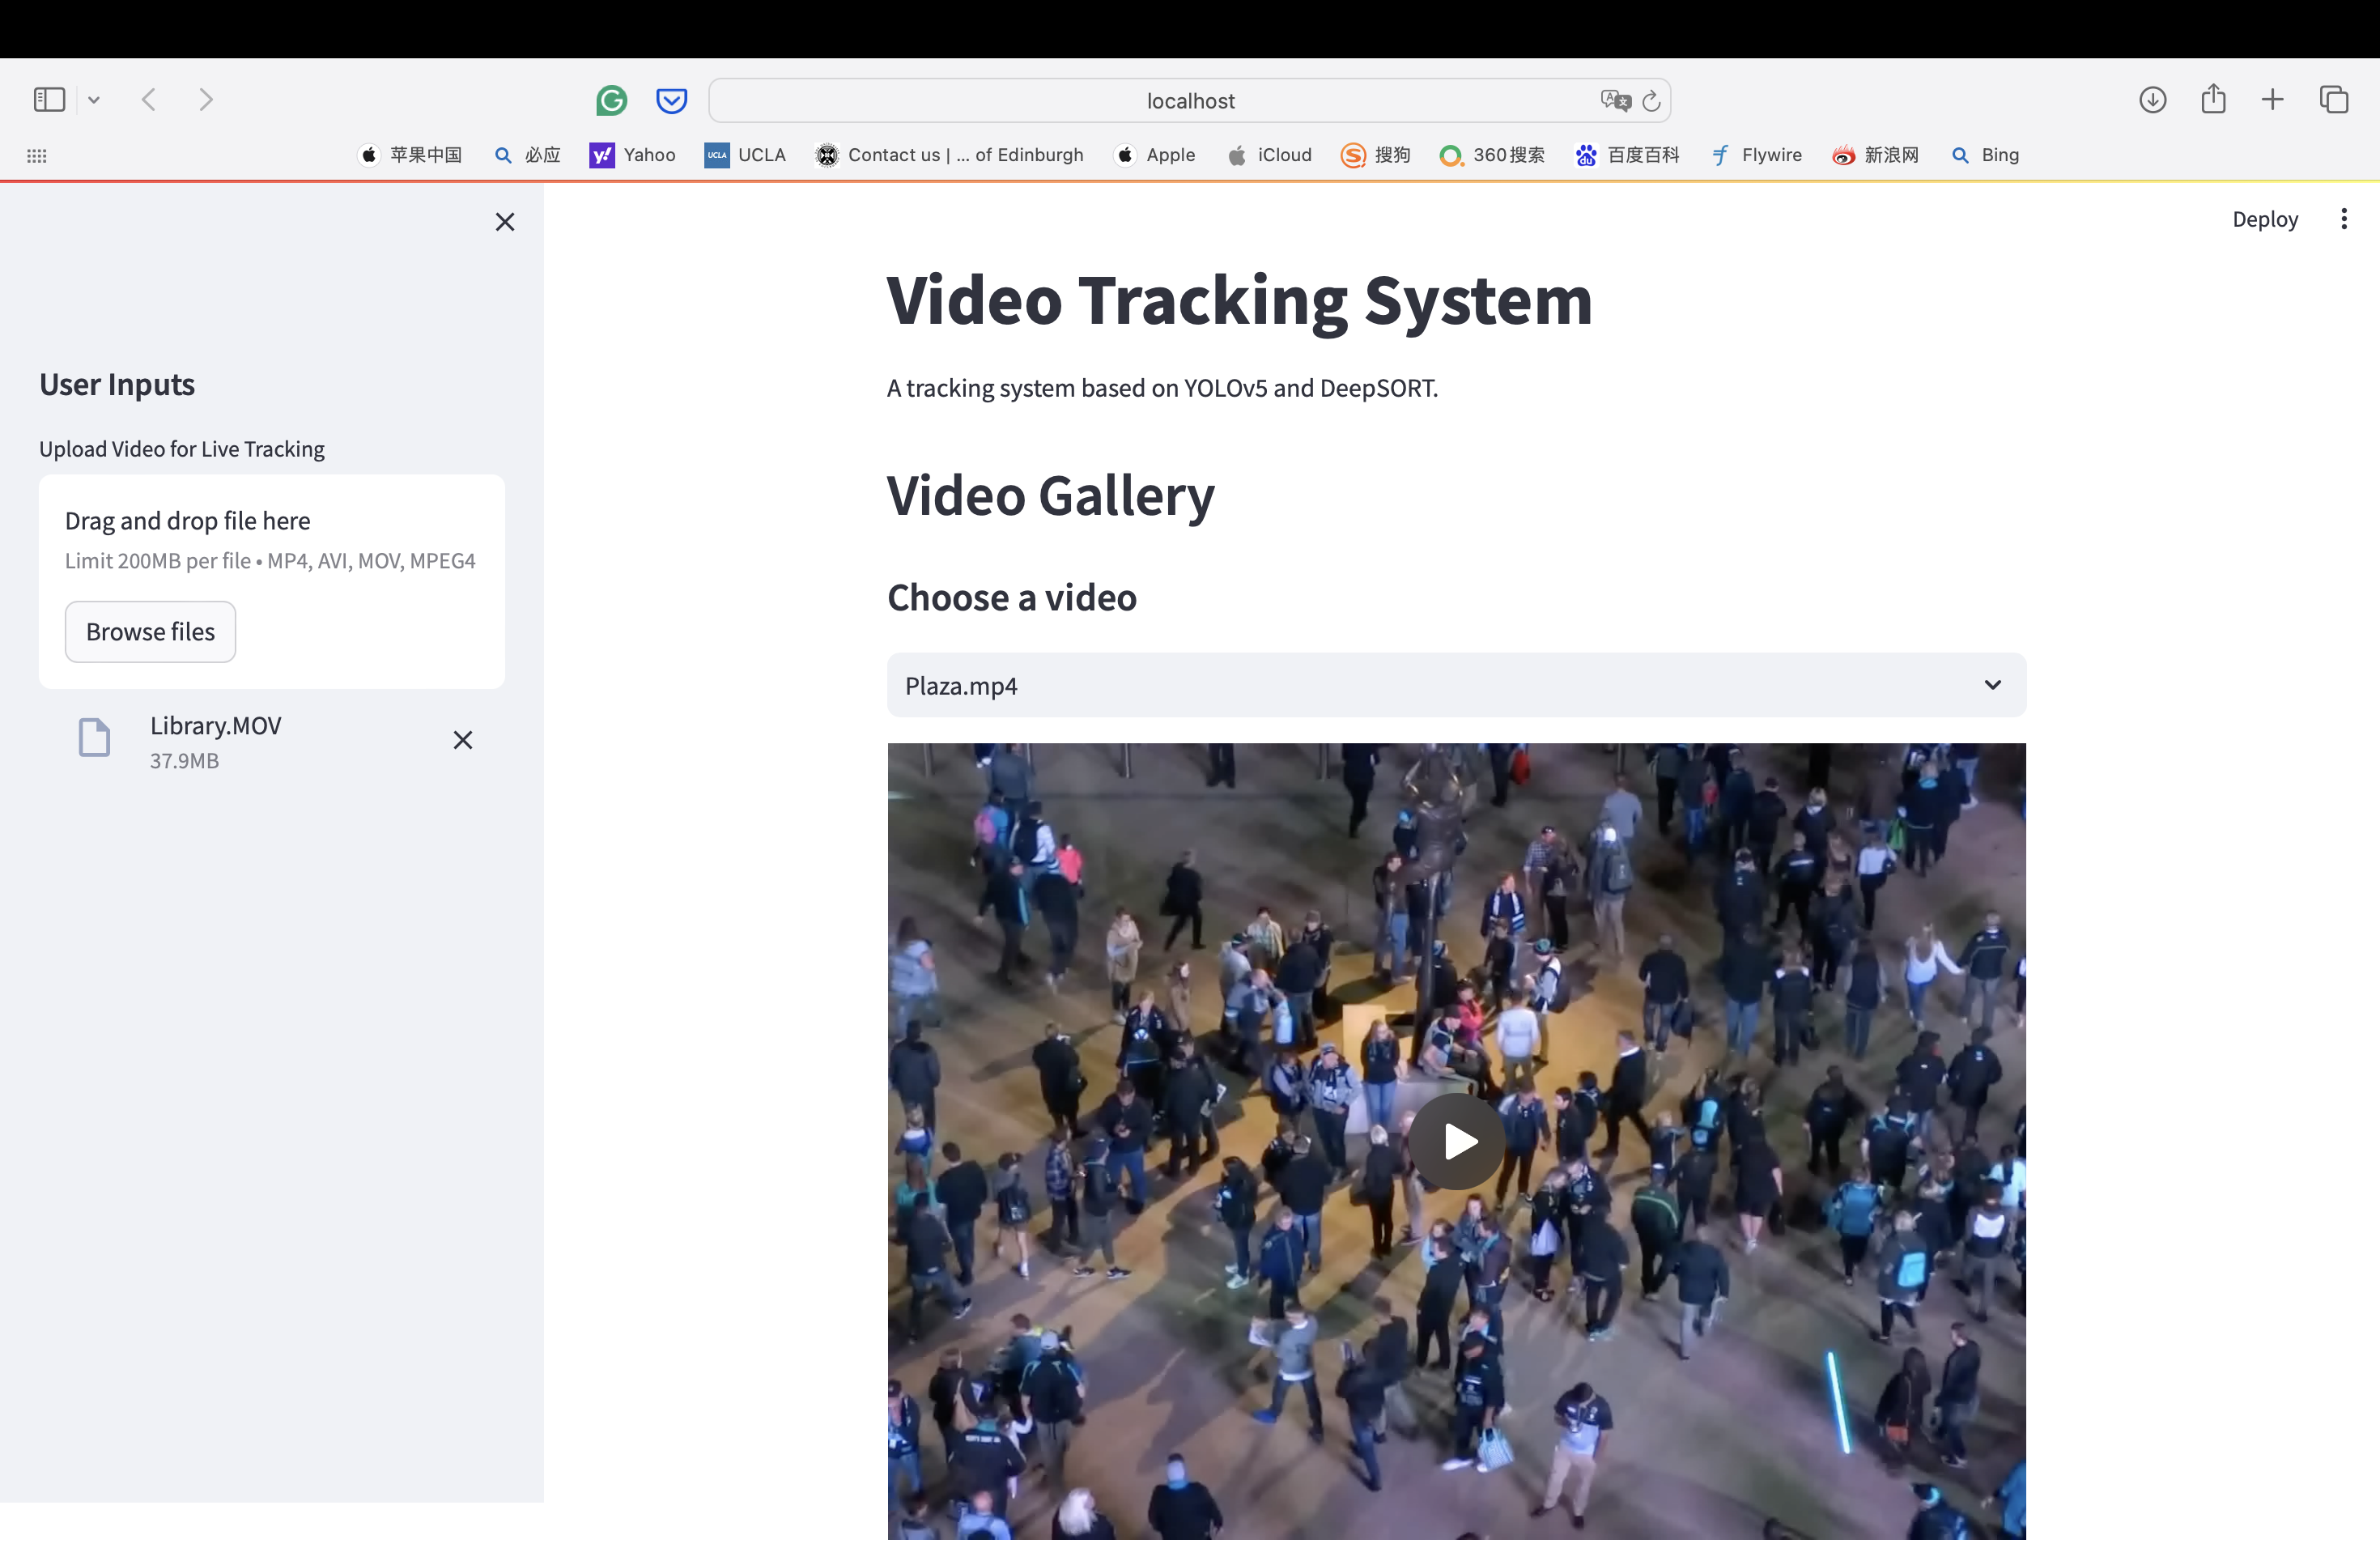 localhost
苹果中国
必应
Yahoo
UCLA
UCLA
Contact us | ... of Edinburgh
Apple
iCloud
搜狗
360搜索
百度百科
Flywire
新浪网
Bing
Deploy
User Inputs
Upload Video for Live Tracking
Drag and drop file here
Limit 200MB per file • MP4, AVI, MOV, MPEG4
Browse files
Library.MOV
37.9MB
Video Tracking System
A tracking system based on YOLOv5 and DeepSORT.
Video Gallery
Choose a video
Plaza.mp4